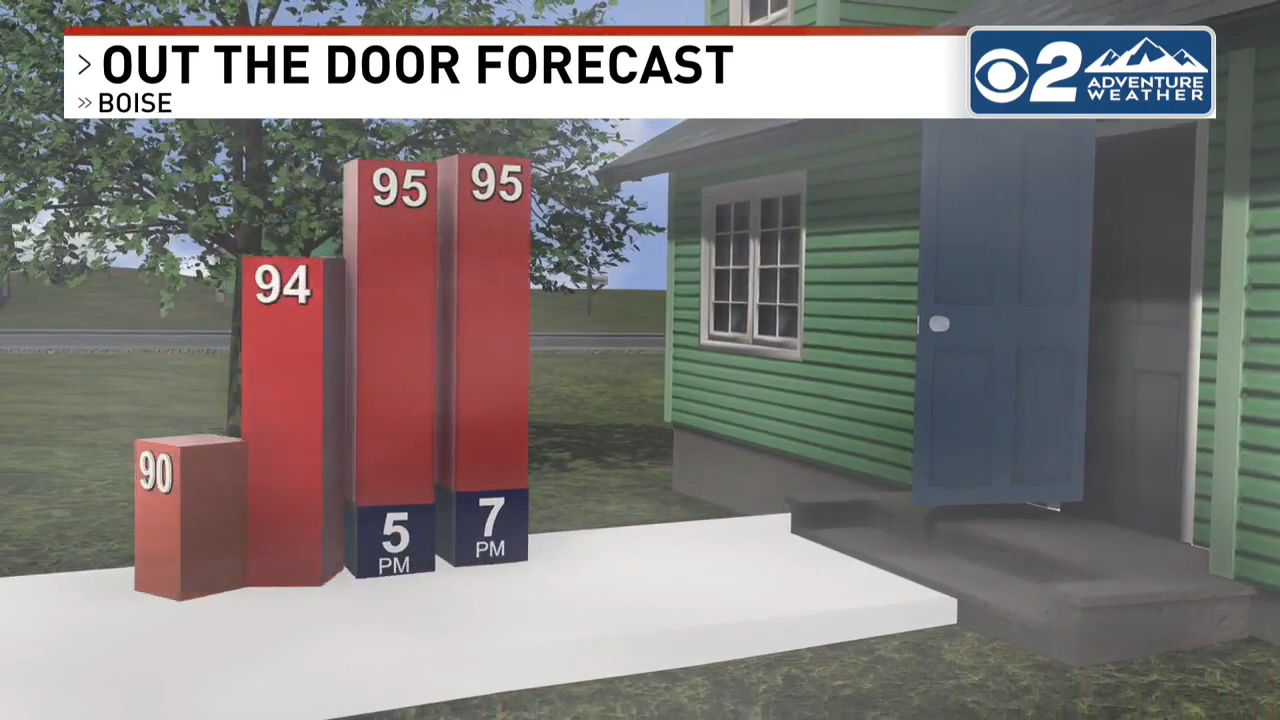 > OUT THE DOOR FORECAST
» BOISE
2
ADVENTURE
WEATHER
90
94
95
95
5
PM
7
PM